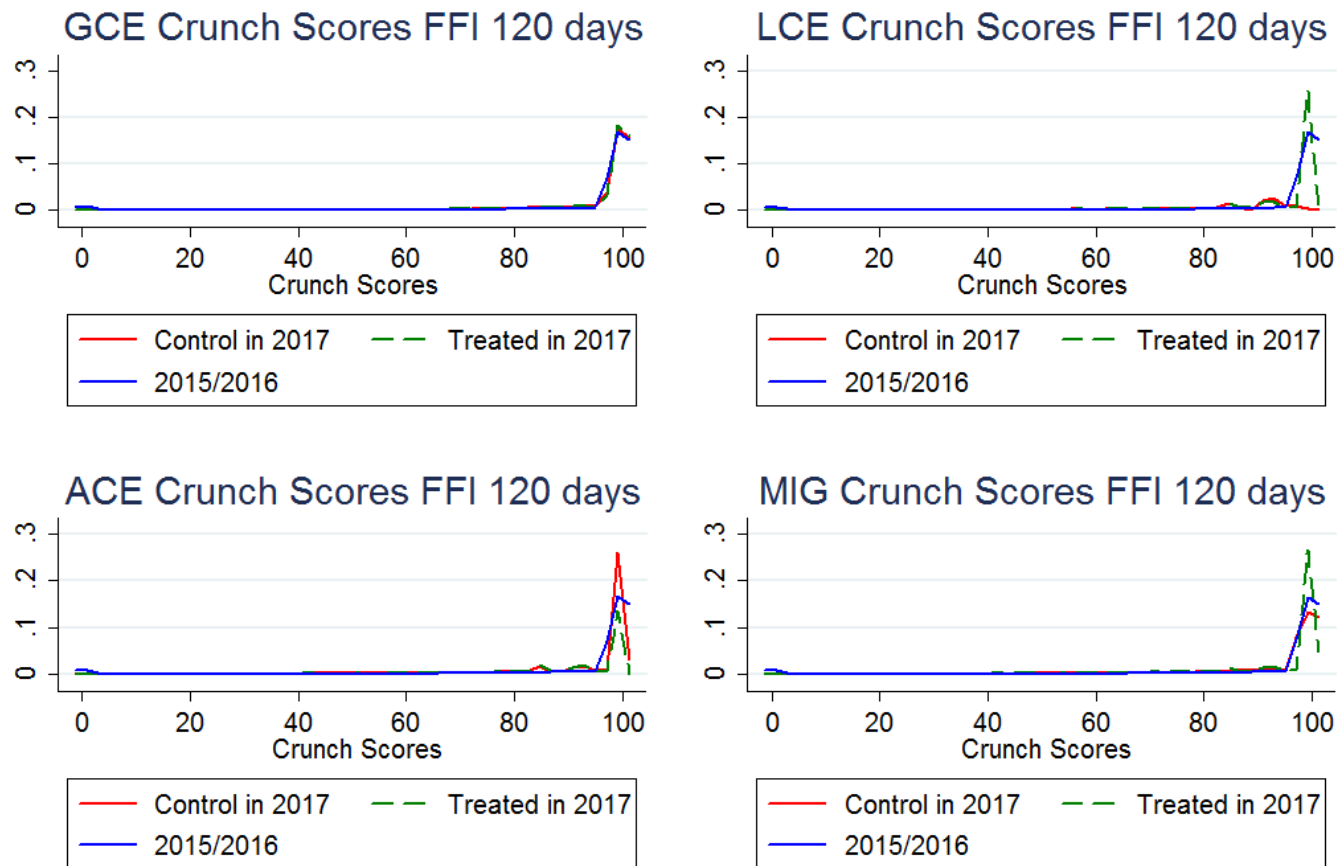 GCE Crunch Scores FFI 120 days
.3
.2
.1
0
0 20 40 60 80 100
Crunch Scores
Control in 2017 Treated in 2017
2015/2016
LCE Crunch Scores FFI 120 days
.3
.2
.1
0
0 20 40 60 80 100
Crunch Scores
Control in 2017 Treated in 2017
2015/2016
ACE Crunch Scores FFI 120 days
.3
.2
.1
0
0 20 40 60 80 100
Crunch Scores
Control in 2017 Treated in 2017
2015/2016
MIG Crunch Scores FFI 120 days
.3
.2
.1
0
0 20 40 60 80 100
Crunch Scores
Control in 2017 Treated in 2017
2015/2016